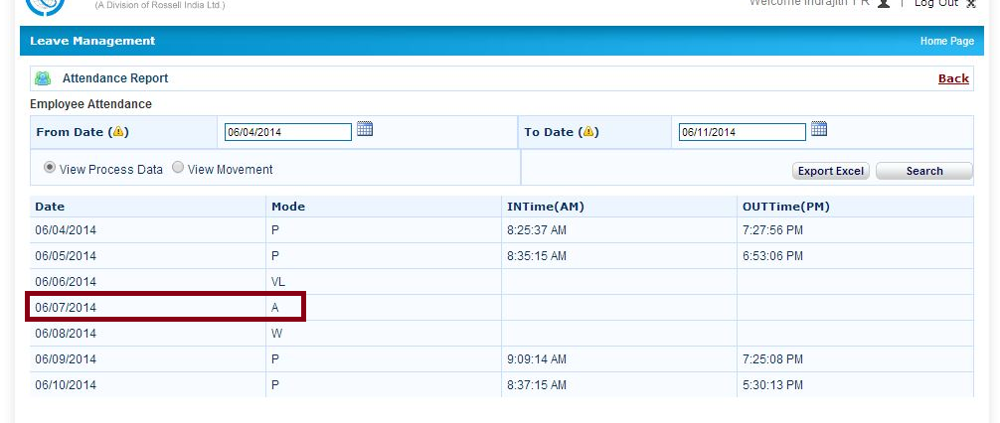 (A Division of Rossell India Ltd.)
Welcome Indrajith T R | Log Out
Leave Management Home Page
Attendance Report Back
Employee Attendance
From Date ( ) 06/04/2014 To Date ( ) 06/11/2014
View Process Data View Movement Export Excel Search
Date Mode INTime(AM) OUTTime(PM)
06/04/2014 P 8:25:37 AM 7:27:56 PM
06/05/2014 P 8:35:15 AM 6:53:06 PM
06/06/2014 VL
06/07/2014 A
06/08/2014 W
06/09/2014 P 9:09:14 AM 7:25:08 PM
06/10/2014 P 8:37:15 AM 5:30:13 PM